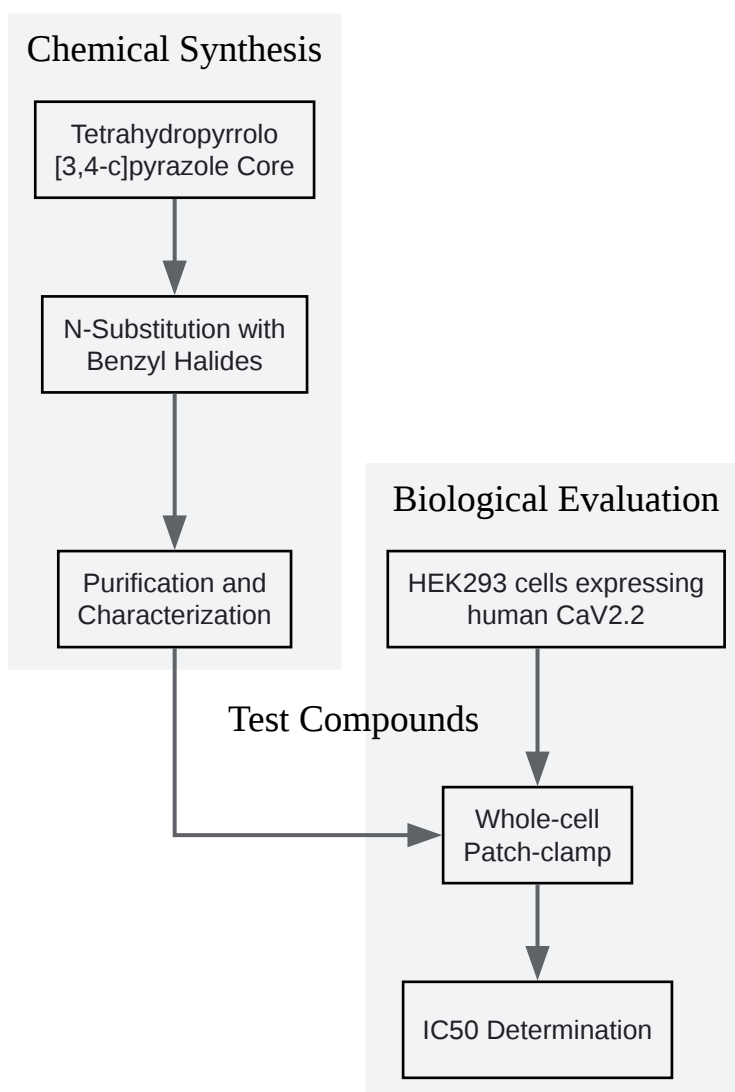 Chemical Synthesis
Tetrahydropyrrolo
[3,4-c]pyrazole Core
N-Substitution with
Benzyl Halides
Purification and
Characterization
Biological Evaluation
HEK293 cells expressing
human CaV2.2
Test Compounds
Whole-cell
Patch-clamp
IC50 Determination